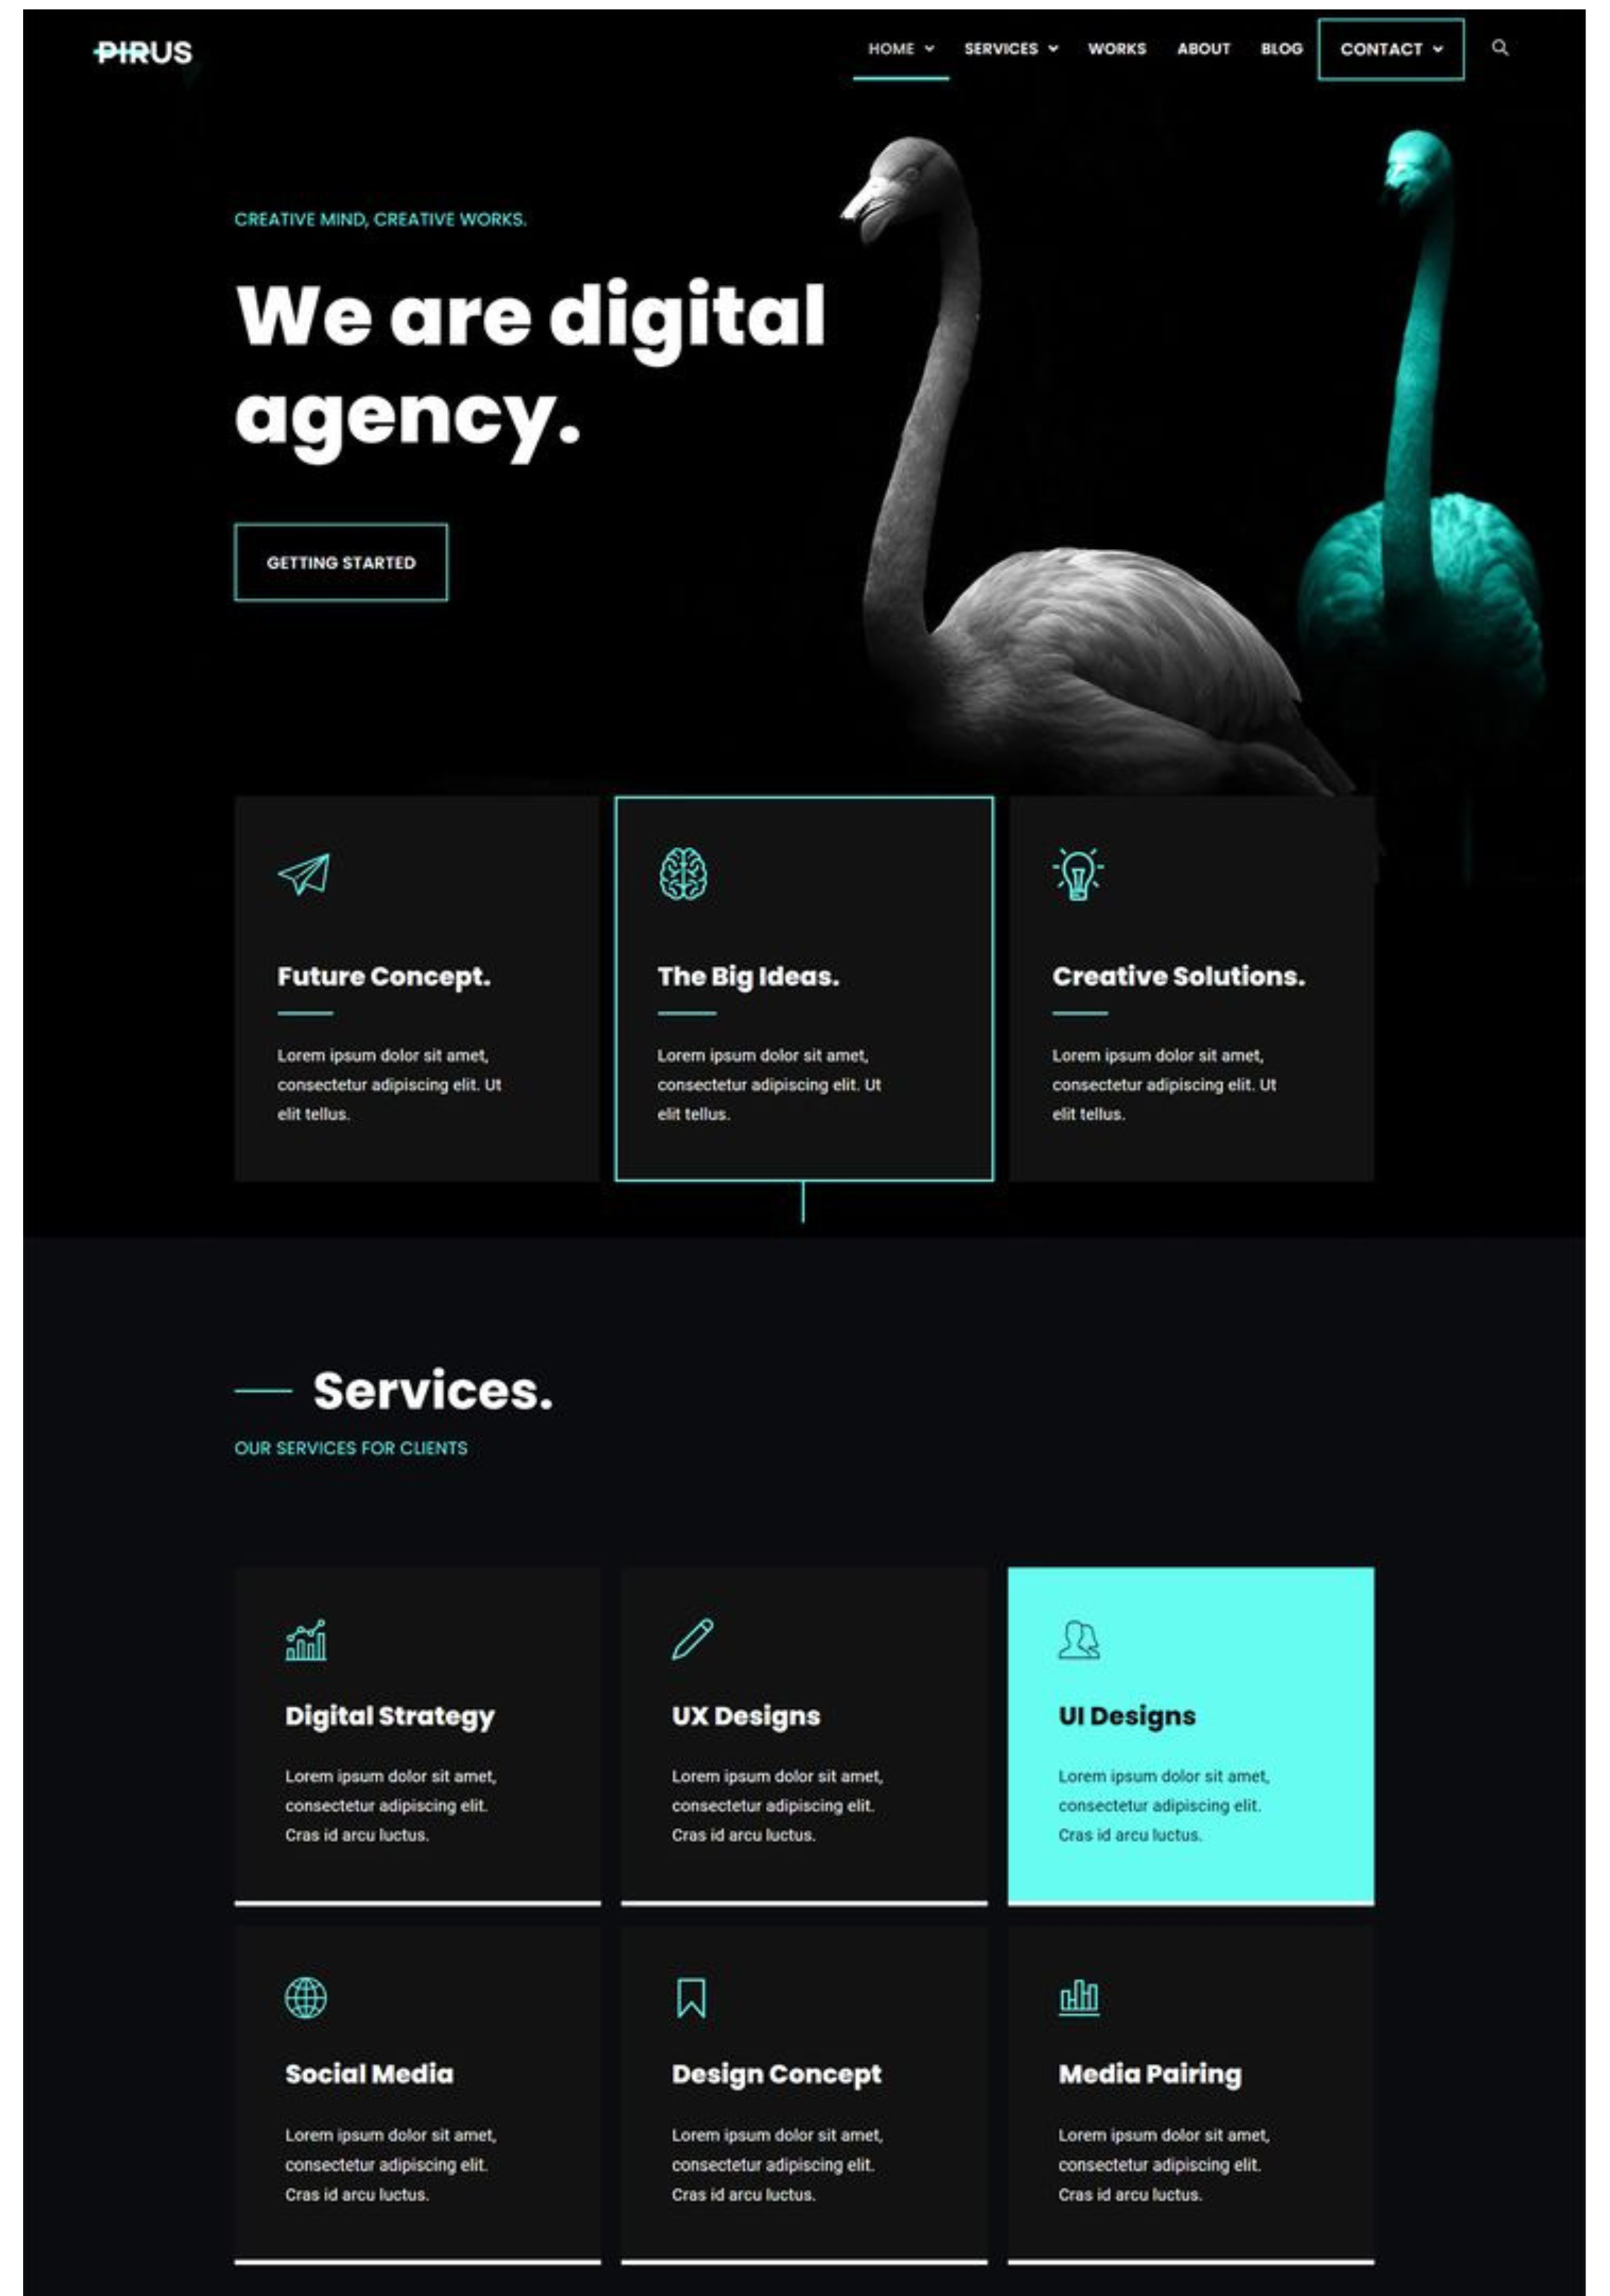 PIRUS
HOME SERVICES WORKS ABOUT BLOG CONTACT
CREATIVE MIND, CREATIVE WORKS.
We are digital
agency.
GETTING STARTED
Future Concept.
Lorem ipsum dolor sit amet,
consectetur adipiscing elit. Ut
elit tellus.
The Big Ideas.
Lorem ipsum dolor sit amet,
consectetur adipiscing elit. Ut
elit tellus.
Creative Solutions.
Lorem ipsum dolor sit amet,
consectetur adipiscing elit. Ut
elit tellus.
Services.
OUR SERVICES FOR CLIENTS
Digital Strategy
Lorem ipsum dolor sit amet,
consectetur adipiscing elit.
Cras id arcu luctus.
UX Designs
Lorem ipsum dolor sit amet,
consectetur adipiscing elit.
Cras id arcu luctus.
UI Designs
Lorem ipsum dolor sit amet,
consectetur adipiscing elit.
Cras id arcu luctus.
Social Media
Lorem ipsum dolor sit amet,
consectetur adipiscing elit.
Cras id arcu luctus.
Design Concept
Lorem ipsum dolor sit amet,
consectetur adipiscing elit.
Cras id arcu luctus.
Media Pairing
Lorem ipsum dolor sit amet,
consectetur adipiscing elit.
Cras id arcu luctus.